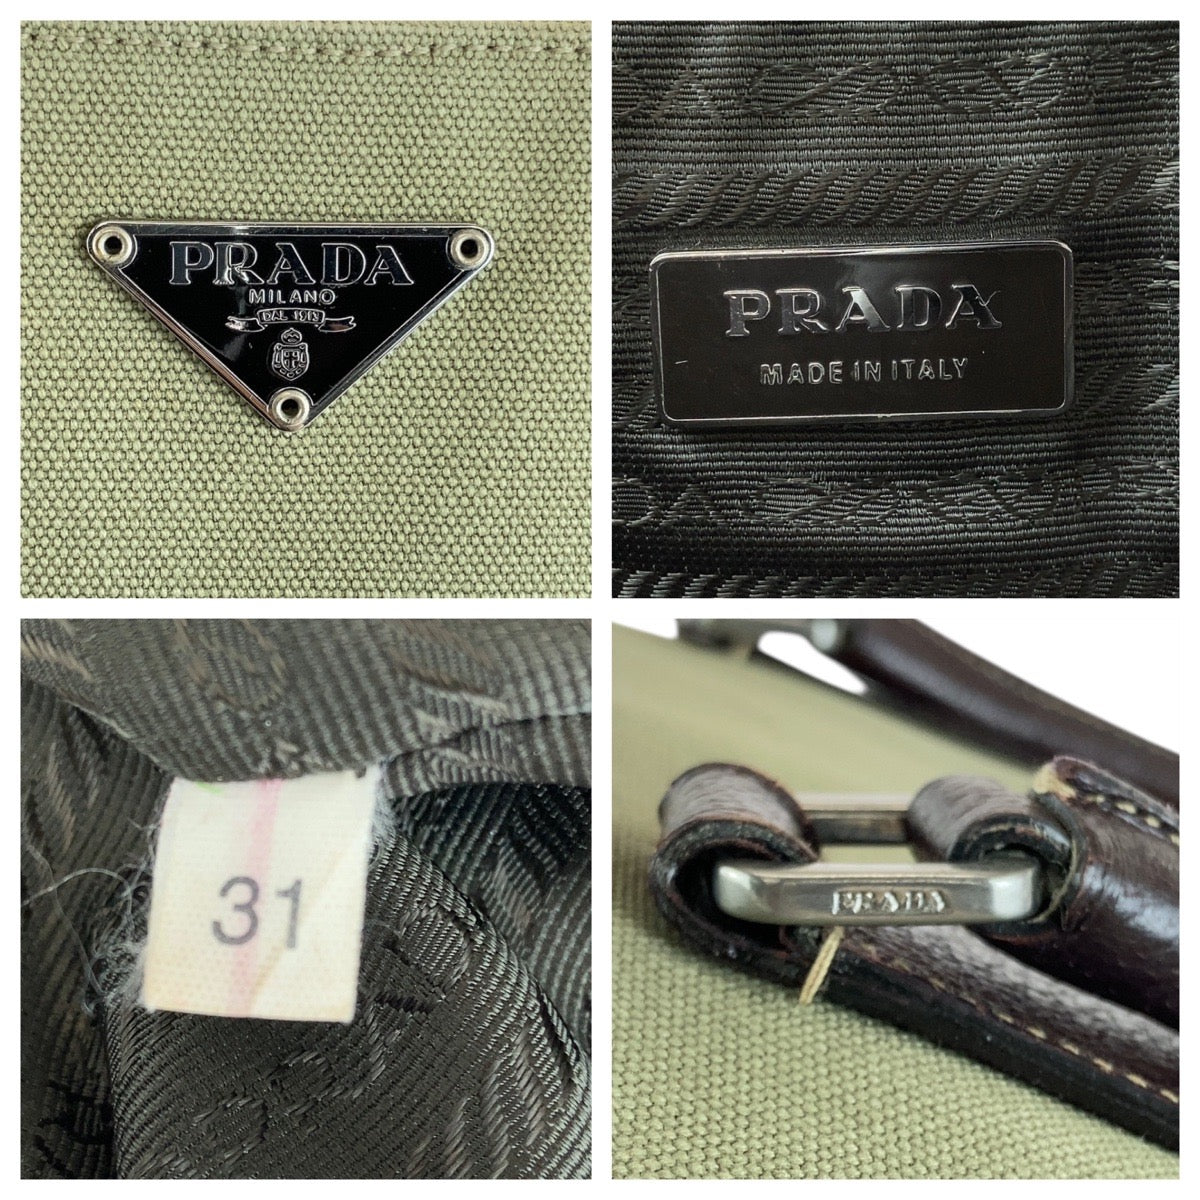 PRADA
MILANO
DAL 1913
PRADA
MADE IN ITALY
31
PRADA